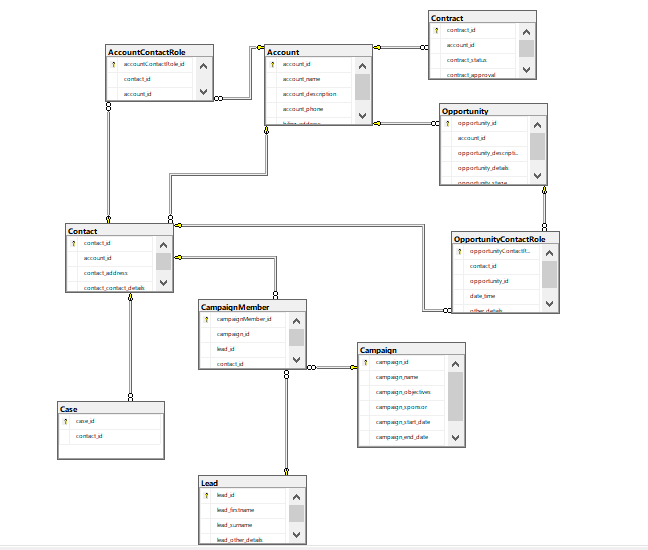 Contract
contract_id
account_id
contract_status
contract_approval
AccountContactRole
accountContactRole_id
contact_id
account_id
Account
account_id
account_name
account_description
account_phone
Opportunity
opportunity_id
account_id
opportunity_descripti...
opportunity_details
opportunity_stage
Contact
contact_id
account_id
contact_address
contact_contact_details
OpportunityContactRole
opportunityContactR...
contact_id
opportunity_id
date_time
other_details
CampaignMember
campaignMember_id
campaign_id
lead_id
contact_id
Campaign
campaign_id
campaign_name
campaign_objectives
campaign_sponsor
campaign_start_date
campaign_end_date
Case
case_id
contact_id
Lead
lead_id
lead_firstname
lead_surname
lead_other_details